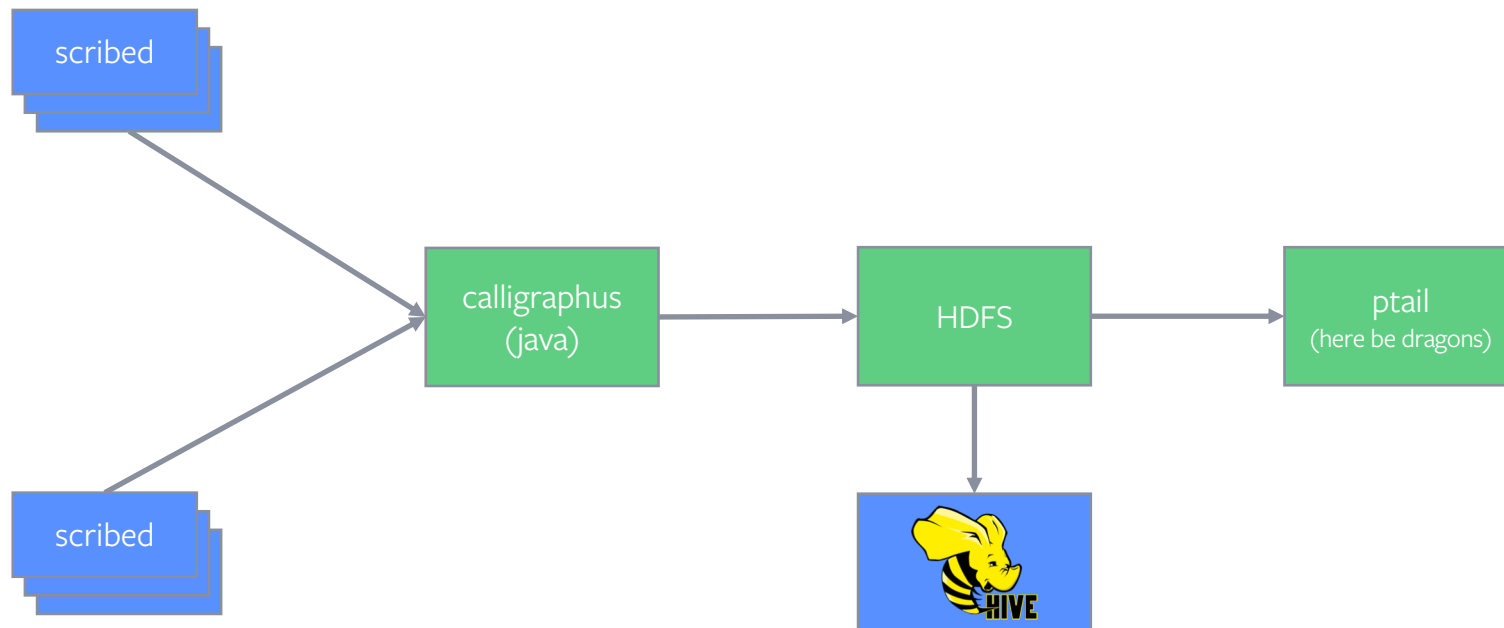 scribed
calligraphus
(java)
HDFS
ptail
(here be dragons)
scribed
HIVE